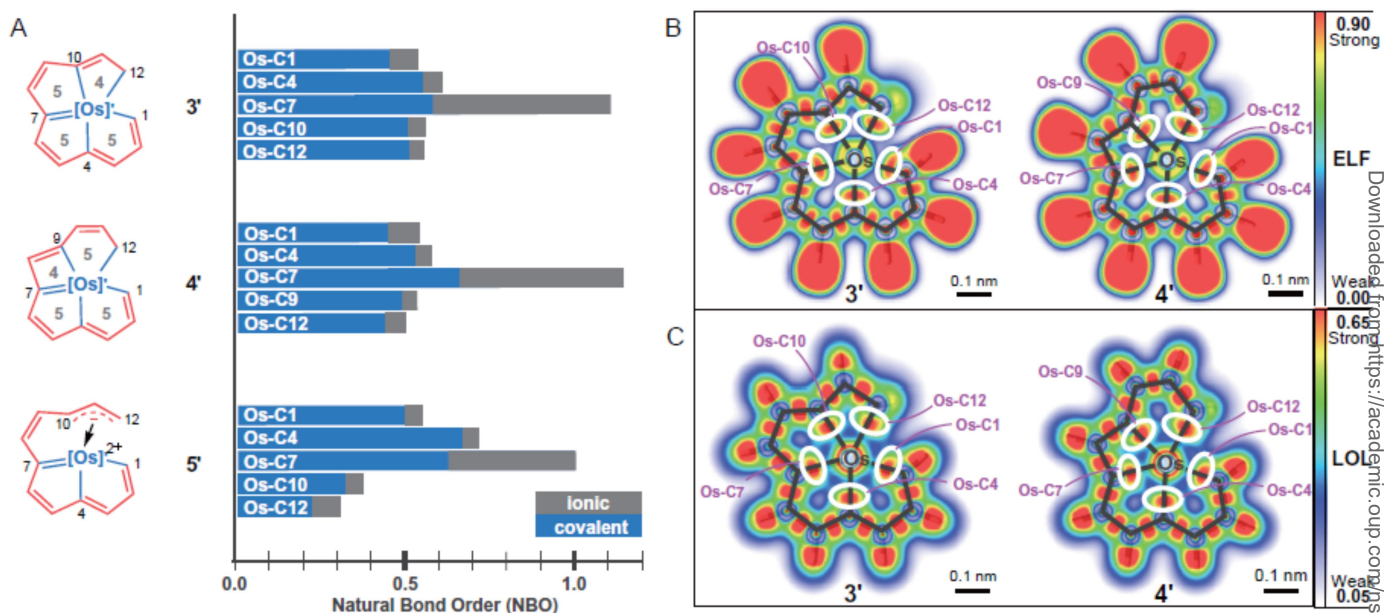 A
10
12
4
5
7
[Os]'
1
5
5
4
3'
Os-C1
Os-C4
Os-C7
Os-C10
Os-C12
9
12
5
4
7
[Os]'
1
5
5
4'
Os-C1
Os-C4
Os-C7
Os-C9
Os-C12
10
12
2+
7
[Os]
1
4
5'
Os-C1
Os-C4
Os-C7
Os-C10
Os-C12
ionic
covalent
0.0
0.5
1.0
Natural Bond Order (NBO)
B
Os-C10
Os-C12
Os-C1
Os
Os-C7
Os-C4
0.1 nm
3'
Os-C9
Os-C12
Os-C1
Os
Os-C7
Os-C4
0.1 nm
4'
0.90
Strong
ELF
Weak
0.00
C
Os-C10
Os-C12
Os-C1
Os
Os-C7
Os-C4
0.1 nm
3'
Os-C9
Os-C12
Os-C1
Os
Os-C7
Os-C4
0.1 nm
4'
0.65
Strong
LOL
Weak
0.05
Downloaded from https://academic.oup.com/ns